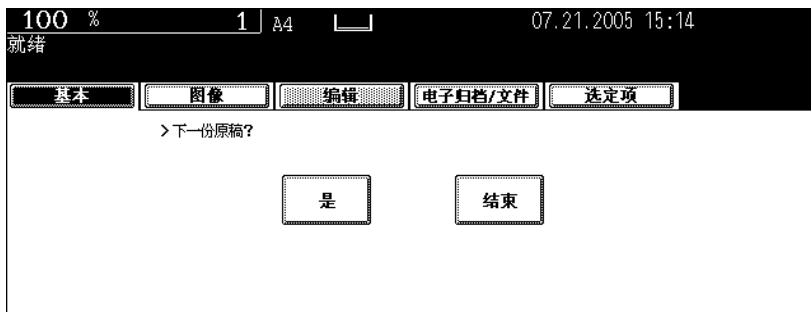 100 % 1 A4 07.21.2005 15:14
就绪
基本 图像 编辑 电子归档/文件 选定项
>下一份原稿?
是 结束